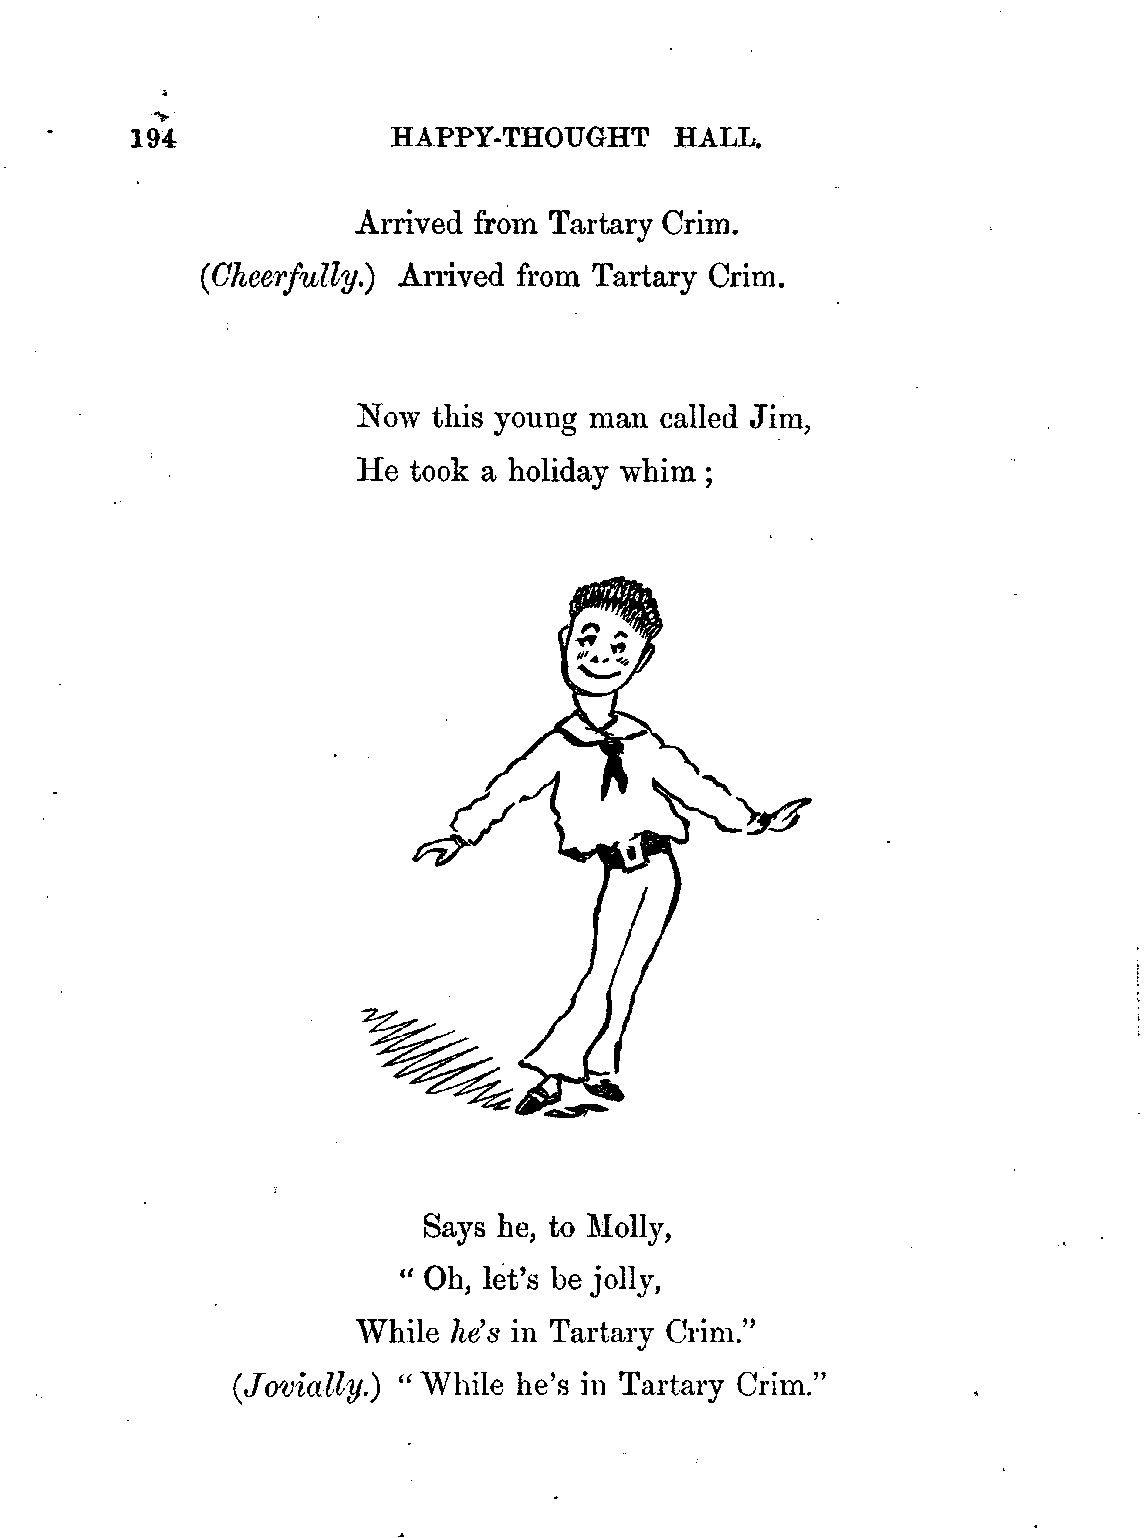 194 HAPPY-THOUGHT HALL.
Arrived from Tartary Crim.
(Cheerfully.) Arrived from Tartary Crim.
Now this young man called Jim,
He took a holiday whim ;
Says he, to Molly,
“ Oh, let’s be jolly,
While he’s in Tartary Crim.”
(Jovially.) “ While he’s in Tartary Crim.”